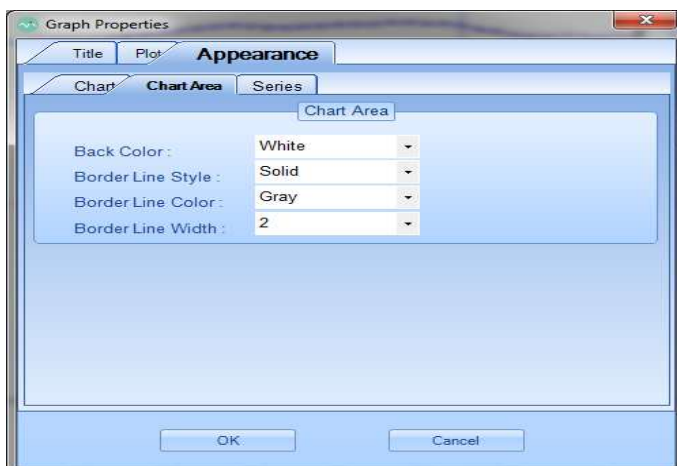 Graph Properties
Title Plot Appearance
Chart Chart Area Series
Chart Area
Back Color : White
Border Line Style : Solid
Border Line Color : Gray
Border Line Width : 2
OK Cancel